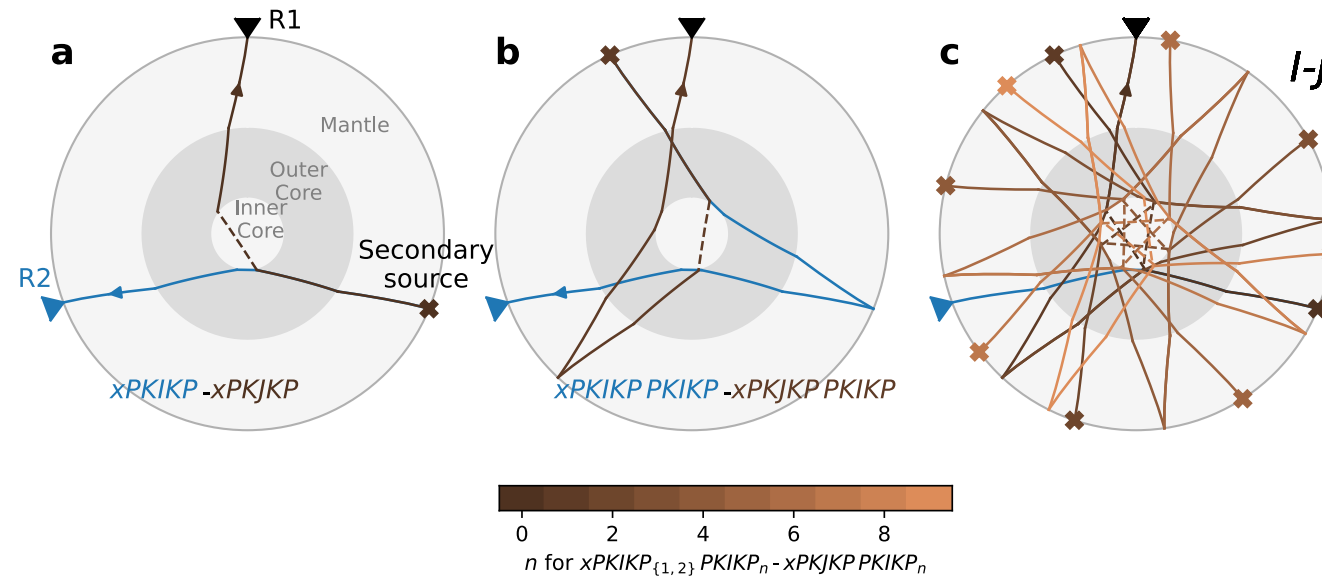 a
R1
Mantle
Outer
Core
Inner
Core
Secondary
source
R2
xPKIKP-xPKJKP
b
xPKIKP PKIKP-xPKJKP PKIKP
c
I-J
0 2 4 6 8
n for xPKIKP{1, 2} PKIKPn - xPKJKP PKIKPn